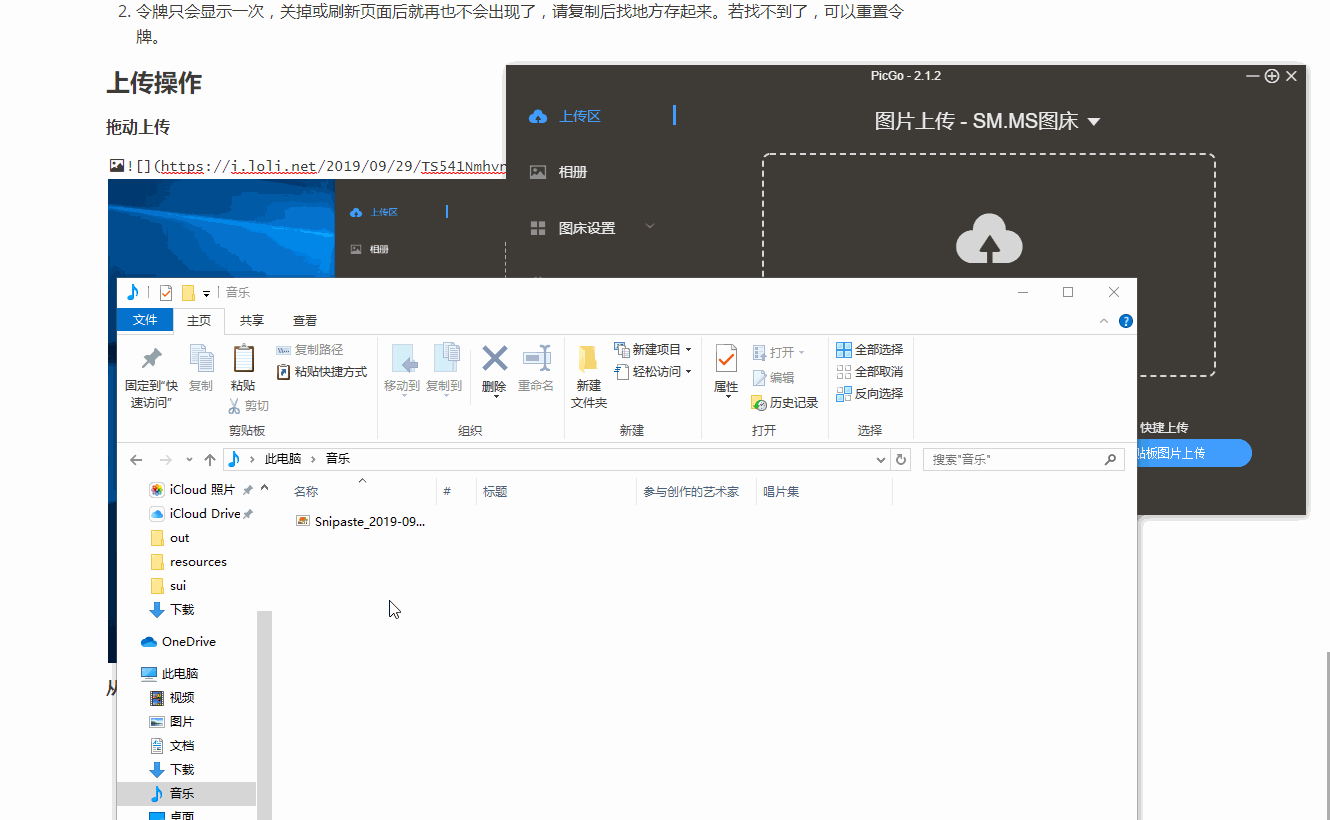 2. 令牌只会显示一次，关掉或刷新页面后就再也不会出现了，请复制后找地方存起来。若找不到了，可以重置令
牌。
上传操作
拖动上传
![](https://i.loli.net/2019/09/29/TS541Nmhvr
上传区
相册
从
PicGo - 2.1.2
上传区
相册
图床设置
图片上传 - SM.MS图床
快捷上传
贴板图片上传
音乐
文件
主页
共享
查看
固定到"快
速访问"
复制
粘贴
复制路径
粘贴快捷方式
剪切
剪贴板
移动到
复制到
删除
重命名
组织
新建
文件夹
新建项目
轻松访问
新建
属性
打开
编辑
历史记录
打开
全部选择
全部取消
反向选择
选择
此电脑
音乐
搜索"音乐"
iCloud 照片
iCloud Drive
out
resources
sui
下载
OneDrive
此电脑
视频
图片
文档
下载
音乐
桌面
名称
#
标题
参与创作的艺术家
唱片集
Snipaste_2019-09...